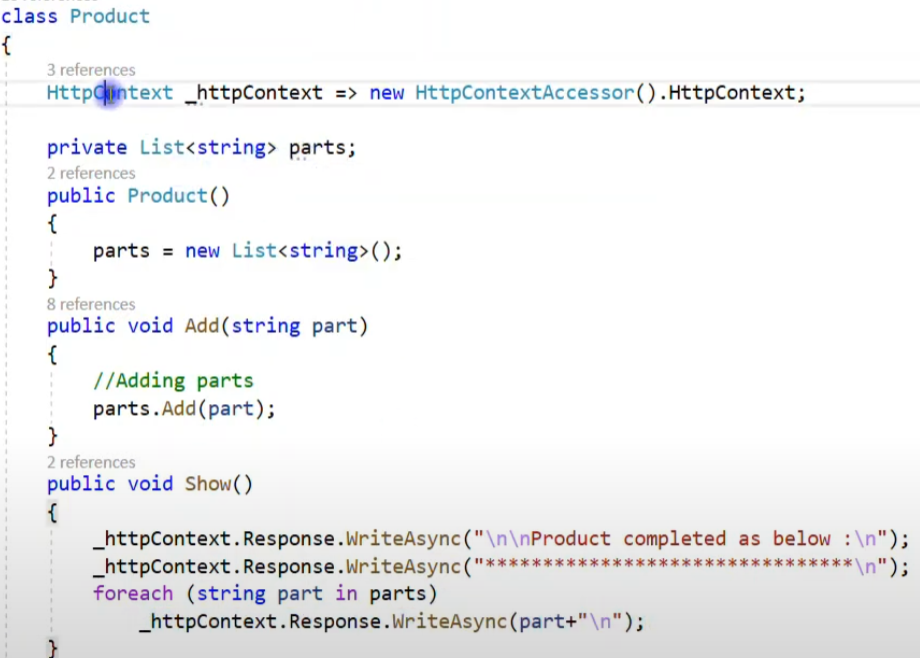 class Product
{
3 references
HttpContext _httpContext => new HttpContextAccessor().HttpContext;
private List<string> parts;
2 references
public Product()
{
parts = new List<string>();
}
8 references
public void Add(string part)
{
//Adding parts
parts.Add(part);
}
2 references
public void Show()
{
_httpContext.Response.WriteAsync("\n\nProduct completed as below :\n");
_httpContext.Response.WriteAsync("********************************\n");
foreach (string part in parts)
_httpContext.Response.WriteAsync(part+"\n");
}